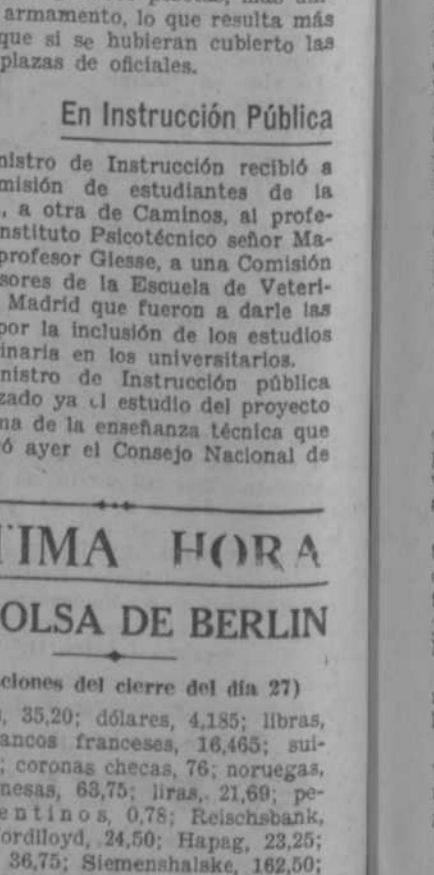 armamento, lo que resulta más
que si se hubieran cubierto las
plazas de oficiales.
En Instrucción Pública
nistro de Instrucción recibió a
misión de estudiantes de la
, a otra de Caminos, al profe-
nstituto Psicotécnico señor Ma-
profesor Giesse, a una Comisión
sores de la Escuela de Veteri-
Madrid que fueron a darle las
por la inclusión de los estudios
inaria en los universitarios.
nistro de Instrucción pública
zado ya el estudio del proyecto
ma de la enseñanza técnica que
ó ayer el Consejo Nacional de
TIMA HORA
OLSA DE BERLIN
ciones del cierre del día 27)
, 35,20; dólares, 4,185; libras,
ancos franceses, 16,465; sui-
; coronas checas, 76; noruegas,
nesas, 63,75; liras, 21,69; pe-
entinos, 0,78; Reischsbank,
ordlloyd, 24,50; Hapag, 23,25;
36,75; Siemenshalske, 162,50;